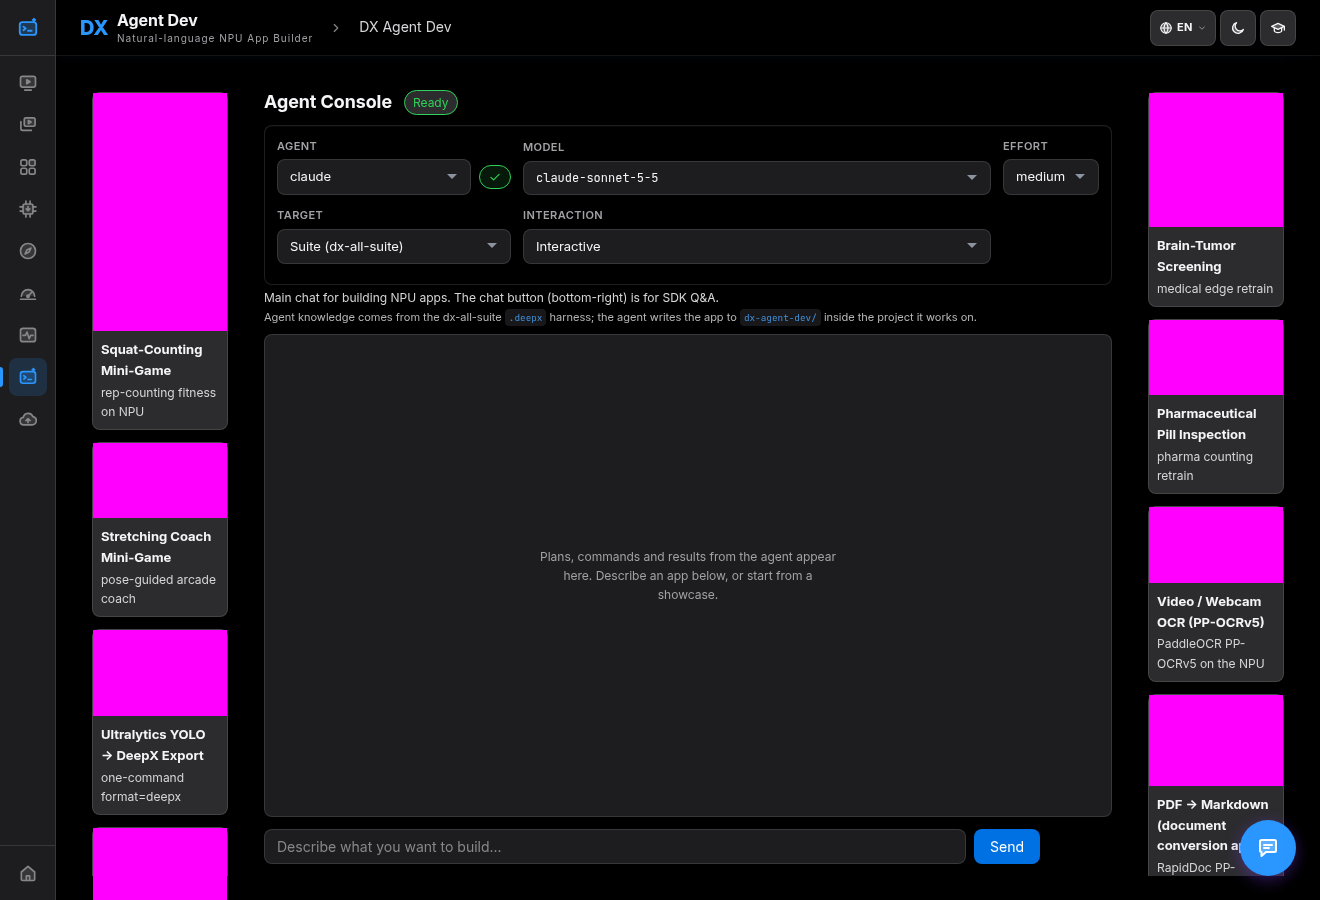 DX Agent Dev
Natural-language NPU App Builder
DX Agent Dev
EN
Squat-Counting
Mini-Game
rep-counting fitness
on NPU
Stretching Coach
Mini-Game
pose-guided arcade
coach
Ultralytics YOLO
→ DeepX Export
one-command
format=deepx
Agent Console
Ready
AGENT
claude
MODEL
claude-sonnet-5-5
EFFORT
medium
TARGET
Suite (dx-all-suite)
INTERACTION
Interactive
Main chat for building NPU apps. The chat button (bottom-right) is for SDK Q&A.
Agent knowledge comes from the dx-all-suite .deepx harness; the agent writes the app to dx-agent-dev/ inside the project it works on.
Plans, commands and results from the agent appear
here. Describe an app below, or start from a
showcase.
Describe what you want to build...
Send
Brain-Tumor
Screening
medical edge retrain
Pharmaceutical
Pill Inspection
pharma counting
retrain
Video / Webcam
OCR (PP-OCRv5)
PaddleOCR PP-
OCRv5 on the NPU
PDF → Markdown
(document
conversion
RapidDoc PP-